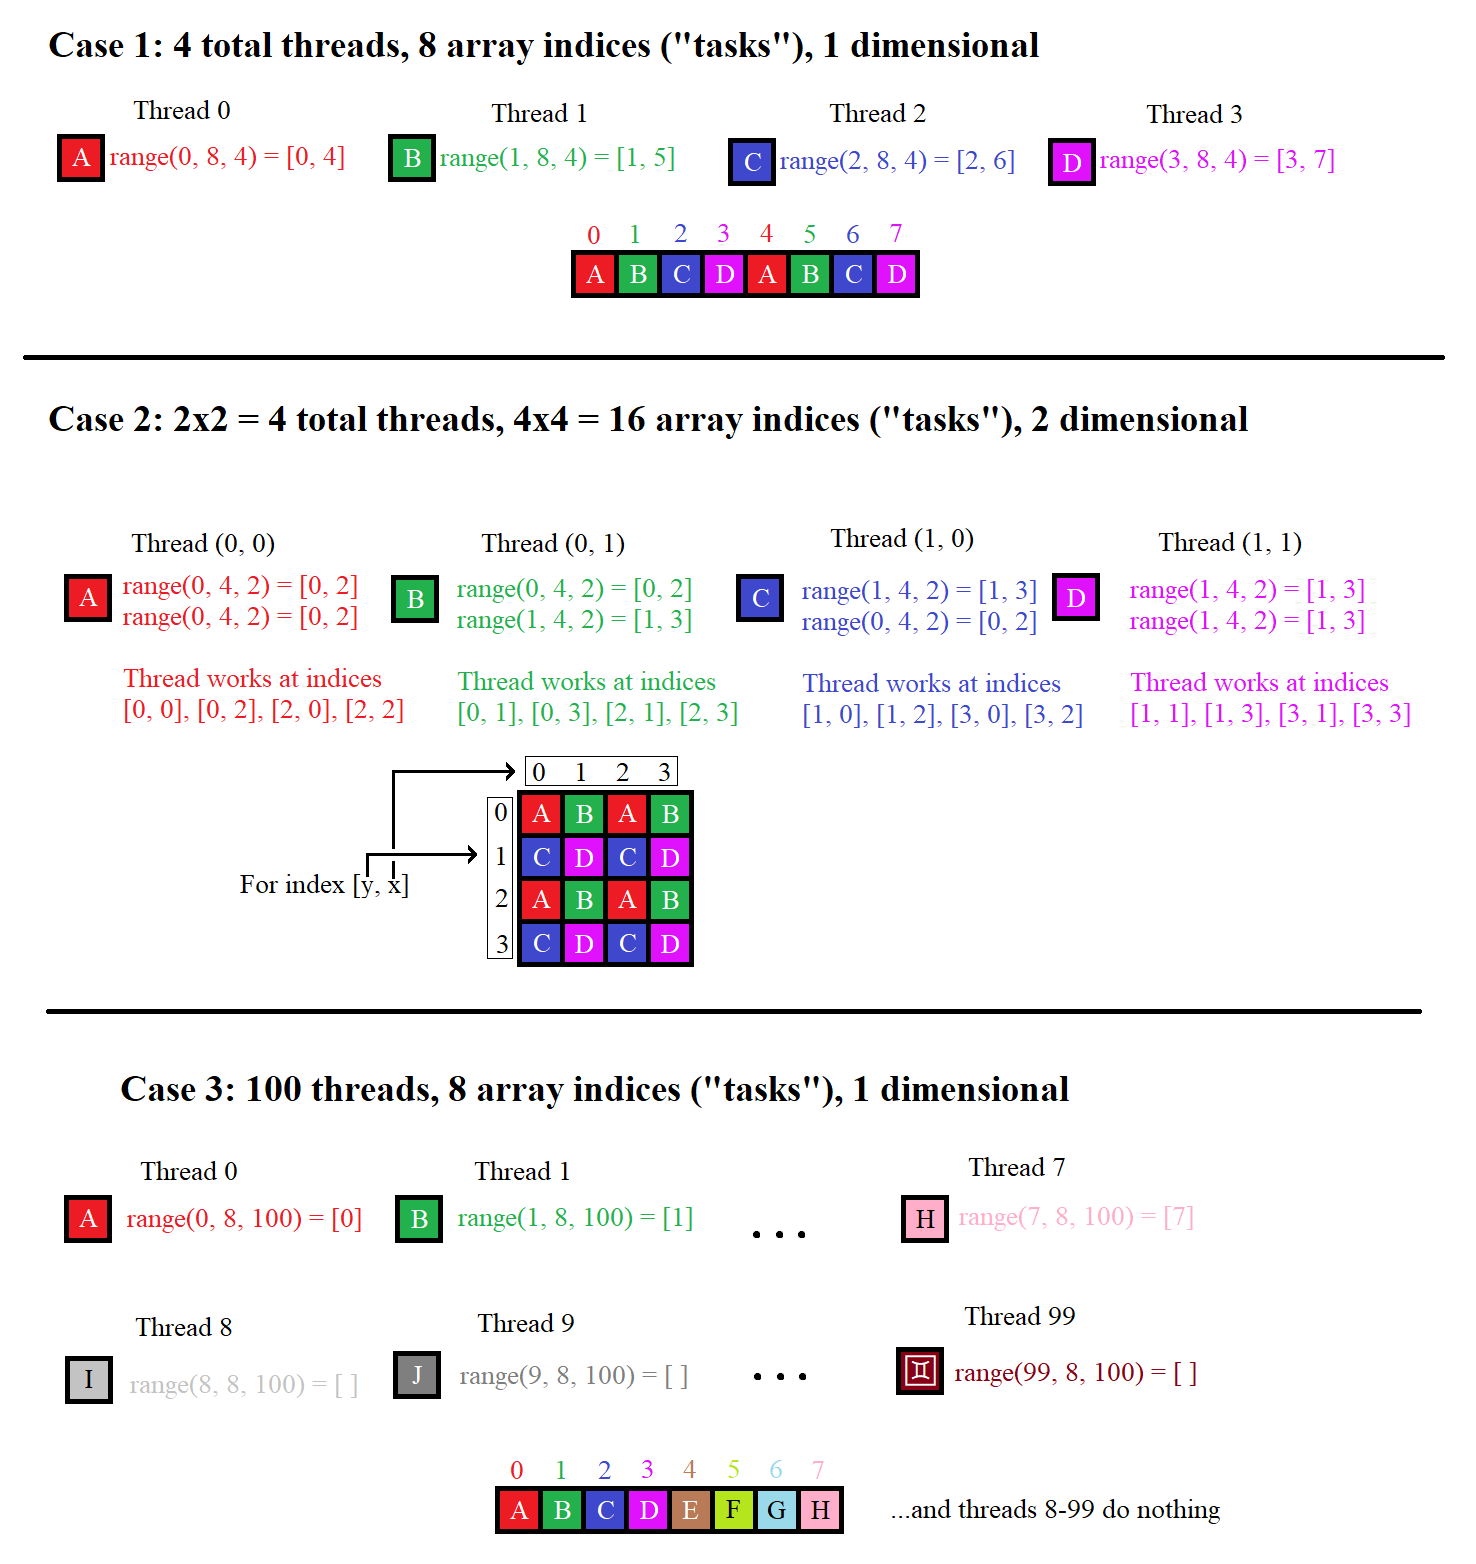 Case 1: 4 total threads, 8 array indices ("tasks"), 1 dimensional
Thread 0 Thread 1 Thread 2 Thread 3
A range(0, 8, 4) = [0, 4] B range(1, 8, 4) = [1, 5] C range(2, 8, 4) = [2, 6] D range(3, 8, 4) = [3, 7]
0 1 2 3 4 5 6 7
A B C D A B C D
Case 2: 2x2 = 4 total threads, 4x4 = 16 array indices ("tasks"), 2 dimensional
Thread (0, 0) Thread (0, 1) Thread (1, 0) Thread (1, 1)
A range(0, 4, 2) = [0, 2] B range(0, 4, 2) = [0, 2] C range(1, 4, 2) = [1, 3] D range(1, 4, 2) = [1, 3]
range(0, 4, 2) = [0, 2] range(1, 4, 2) = [1, 3] range(0, 4, 2) = [0, 2] range(1, 4, 2) = [1, 3]
Thread works at indices Thread works at indices Thread works at indices Thread works at indices
[0, 0], [0, 2], [2, 0], [2, 2] [0, 1], [0, 3], [2, 1], [2, 3] [1, 0], [1, 2], [3, 0], [3, 2] [1, 1], [1, 3], [3, 1], [3, 3]
0 1 2 3
0 A B A B
1 C D C D
For index [y, x]
2 A B A B
3 C D C D
Case 3: 100 threads, 8 array indices ("tasks"), 1 dimensional
Thread 0 Thread 1 Thread 7
A range(0, 8, 100) = [0] B range(1, 8, 100) = [1] ... H range(7, 8, 100) = [7]
Thread 8 Thread 9 Thread 99
I range(8, 8, 100) = [ ] J range(9, 8, 100) = [ ] ... ♊ range(99, 8, 100) = [ ]
0 1 2 3 4 5 6 7
A B C D E F G H ...and threads 8-99 do nothing